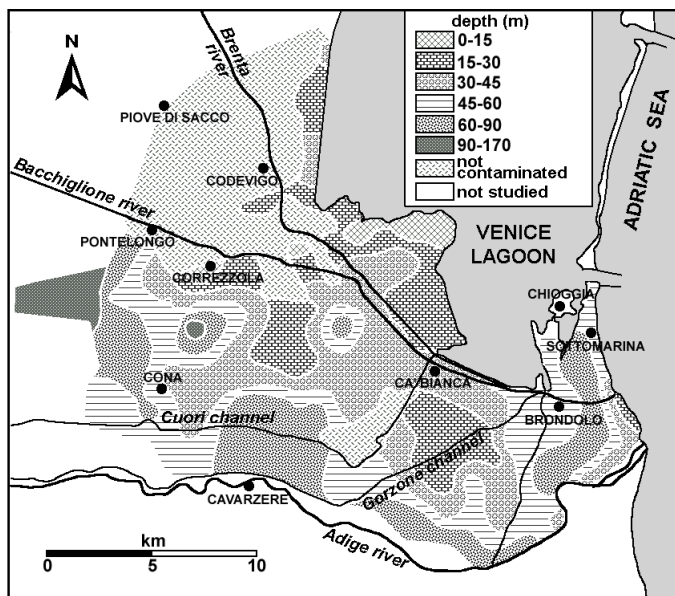 depth (m)
0-15
15-30
30-45
45-60
60-90
90-170
not
contaminated
not studied
N
Brenta
river
PIOVE DI SACCO
CODEVIGO
Bacchiglione river
PONTELONGO
CORREZZOLA
VENICE
LAGOON
ADRIATIC SEA
CHIOGGIA
SOTTOMARINA
CONA
CA'BIANCA
BRONDOLO
Cuori channel
Gorzone channel
CAVARZERE
Adige river
km
0 5 10